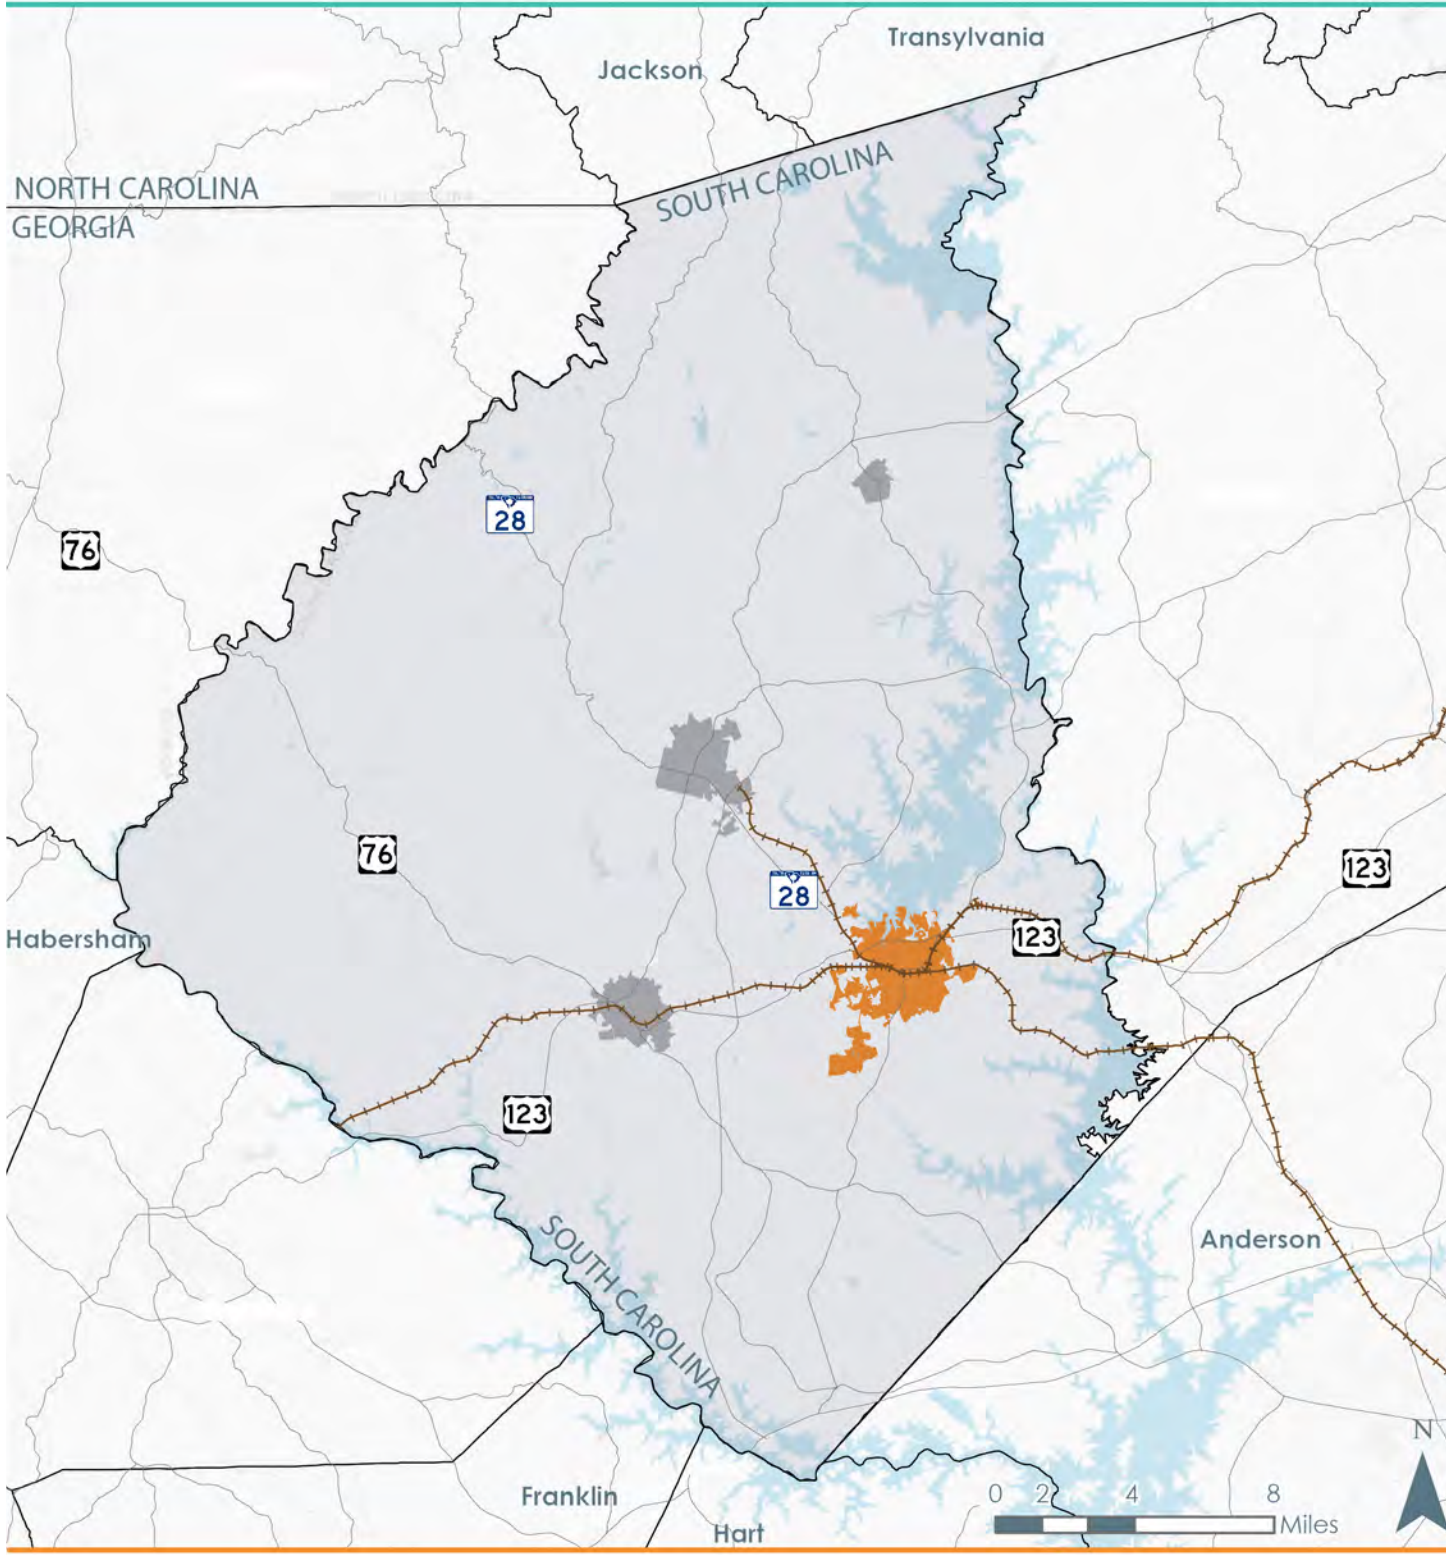 Transylvania
Jackson
NORTH CAROLINA
SOUTH CAROLINA
GEORGIA
28
76
76
28
123
123
Habersham
123
Anderson
SOUTH CAROLINA
N
Franklin
0 2 4 8
Miles
Hart